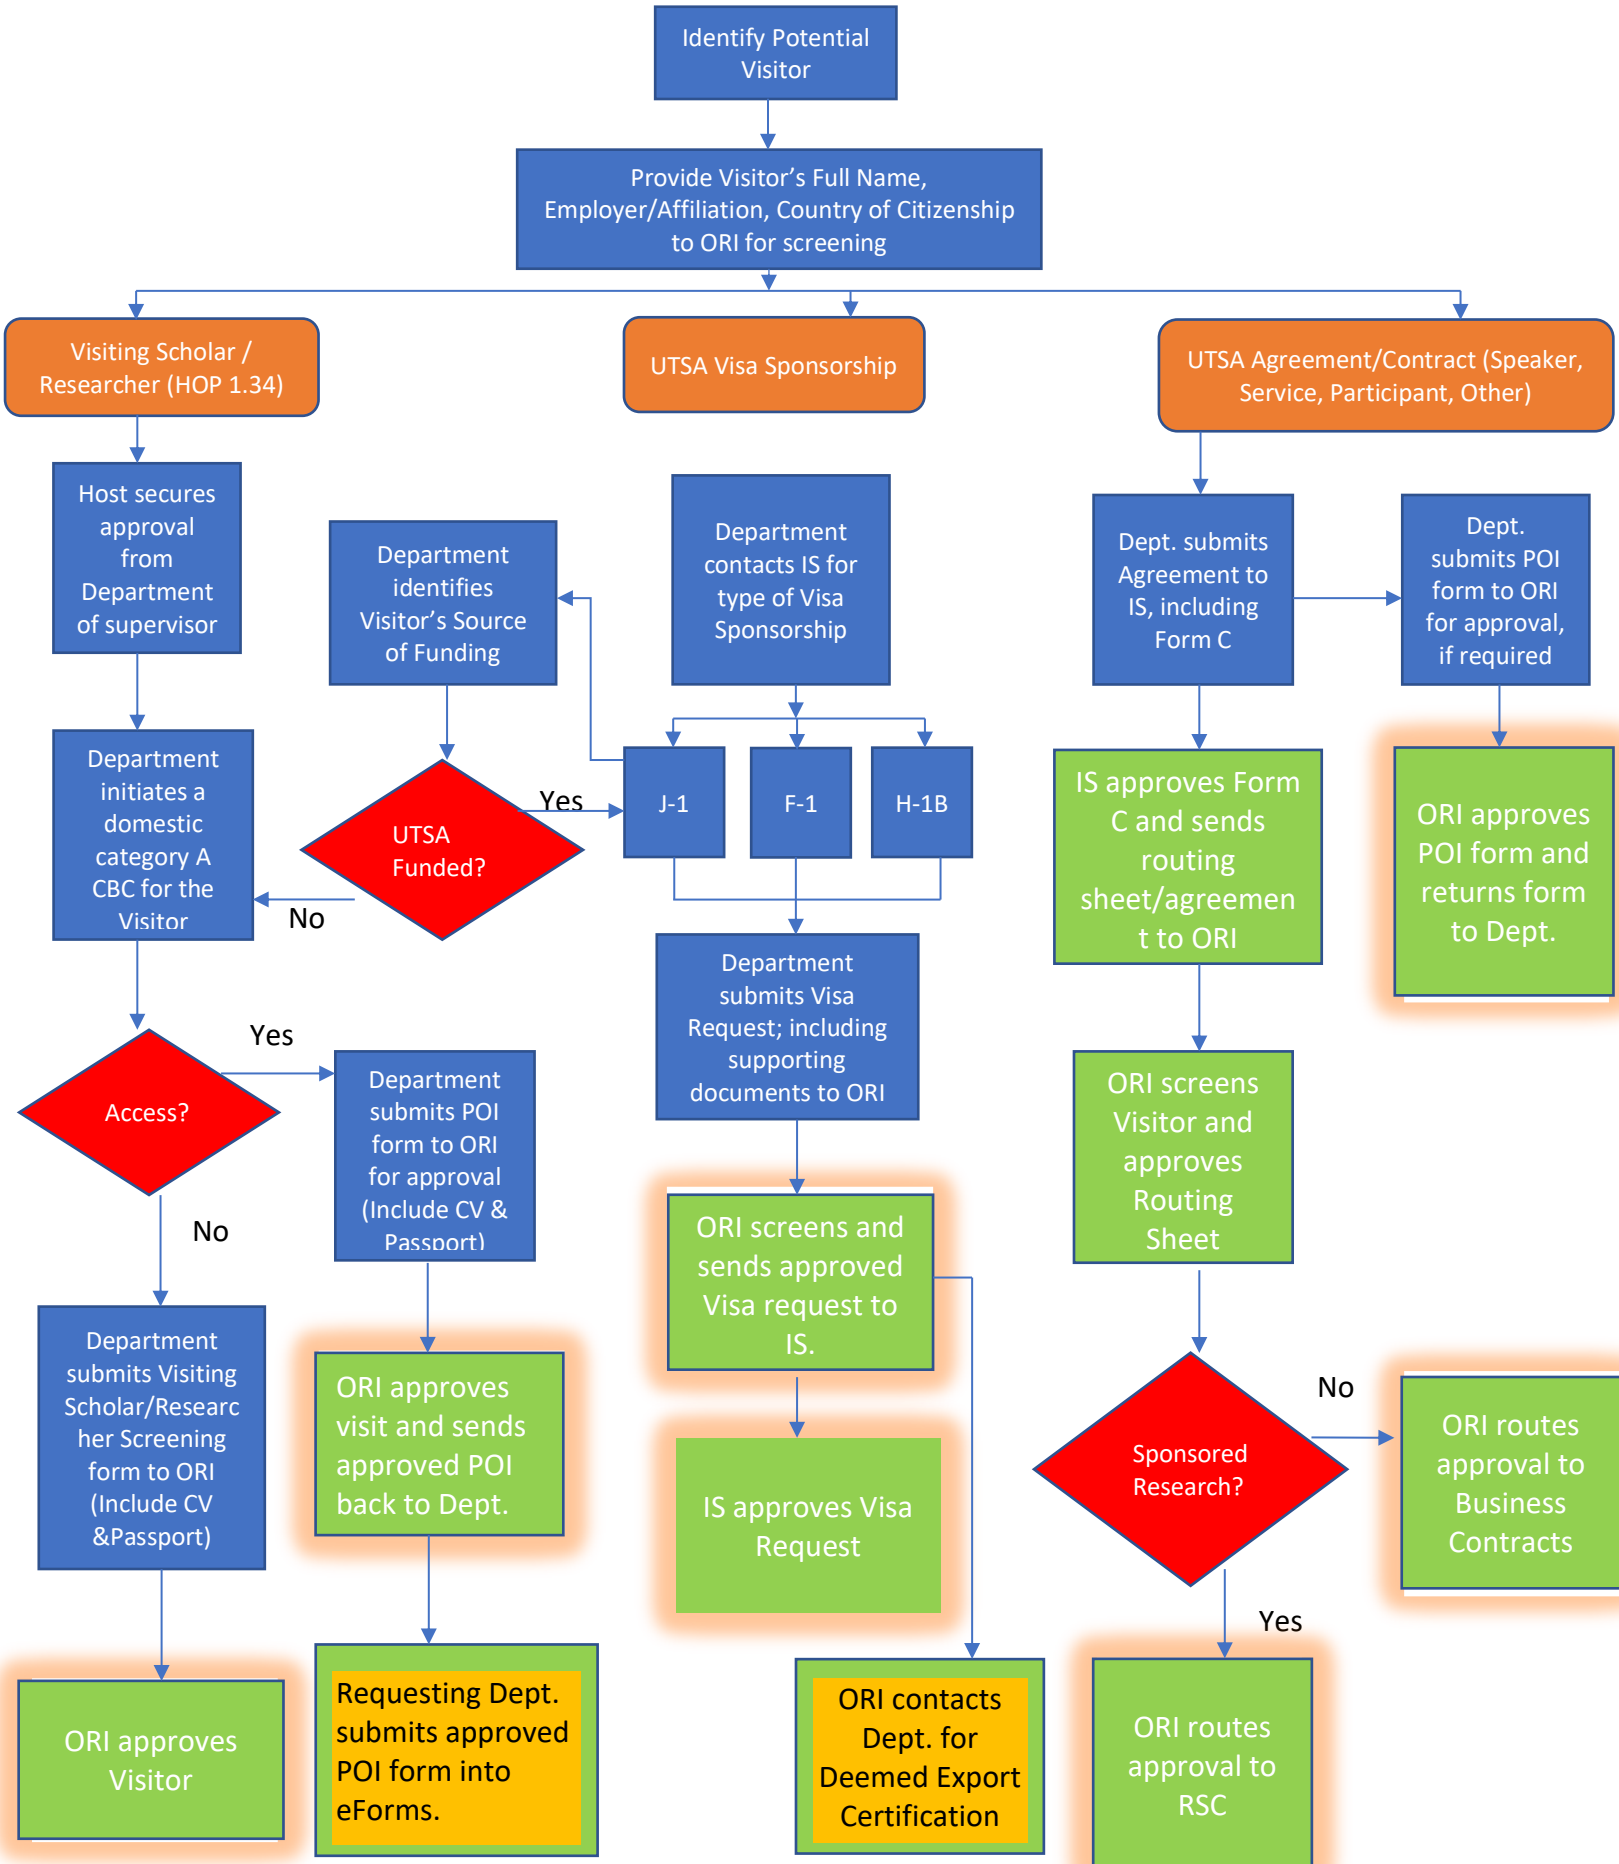 Identify Potential
Visitor
Provide Visitor’s Full Name,
Employer/Affiliation, Country of Citizenship
to ORI for screening
Visiting Scholar /
Researcher (HOP 1.34)
UTSA Visa Sponsorship
UTSA Agreement/Contract (Speaker,
Service, Participant, Other)
Host secures
approval
from
Department
of supervisor
Department
identifies
Visitor’s Source
of Funding
Department
contacts IS for
type of Visa
Sponsorship
Dept. submits
Agreement to
IS, including
Form C
Dept.
submits POI
form to ORI
for approval,
if required
Department
initiates a
domestic
category A
CBC for the
Visitor
UTSA
Funded?
Yes
No
J-1
F-1
H-1B
IS approves Form
C and sends
routing
sheet/agreemen
t to ORI
ORI approves
POI form and
returns form
to Dept.
Access?
Yes
No
Department
submits POI
form to ORI
for approval
(Include CV &
Passport)
Department
submits Visa
Request; including
supporting
documents to ORI
ORI screens
Visitor and
approves
Routing
Sheet
Department
submits Visiting
Scholar/Researc
her Screening
form to ORI
(Include CV
&Passport)
ORI approves
visit and sends
approved POI
back to Dept.
ORI screens and
sends approved
Visa request to
IS.
IS approves Visa
Request
Sponsored
Research?
No
Yes
ORI routes
approval to
Business
Contracts
ORI approves
Visitor
Requesting Dept.
submits approved
POI form into
eForms.
ORI contacts
Dept. for
Deemed Export
Certification
ORI routes
approval to
RSC